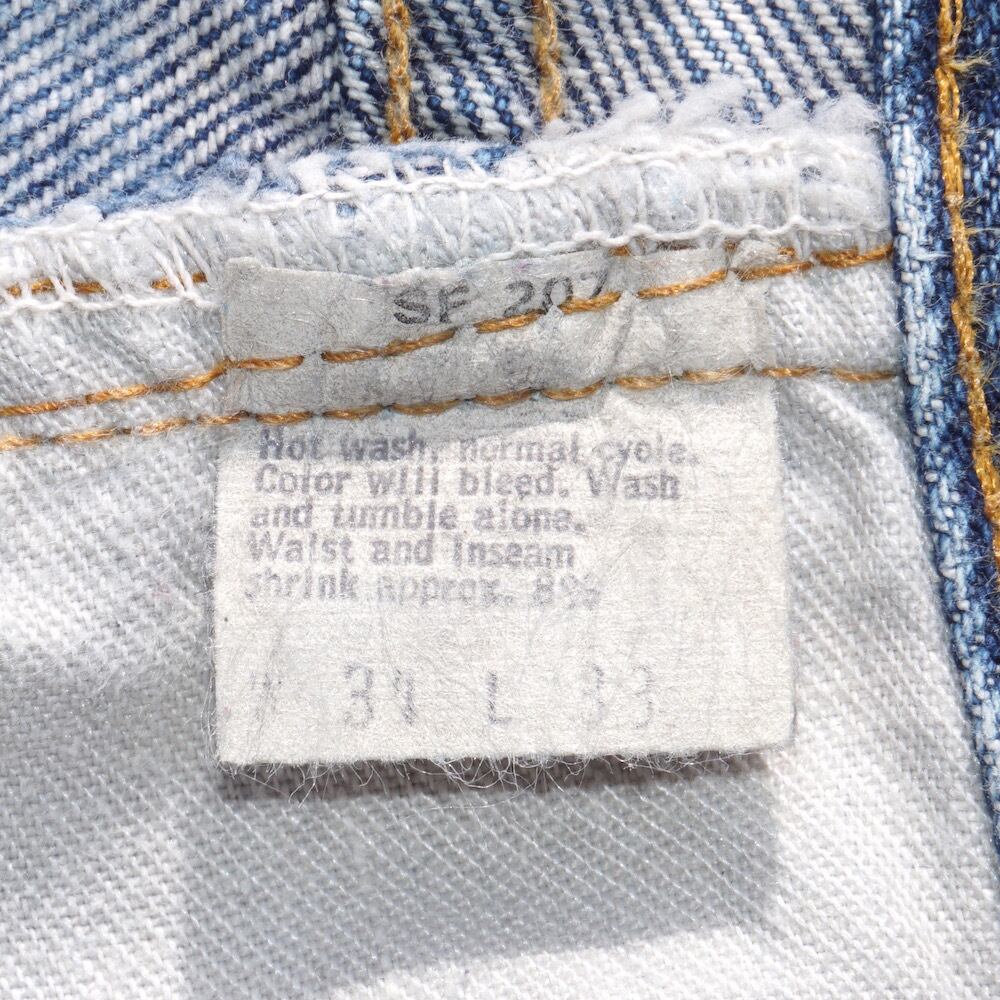 SF 207
Hot wash, normal cycle.
Color will bleed. Wash
and tumble alone.
Waist and inseam
shrink approx. 8%
W 34 L 33